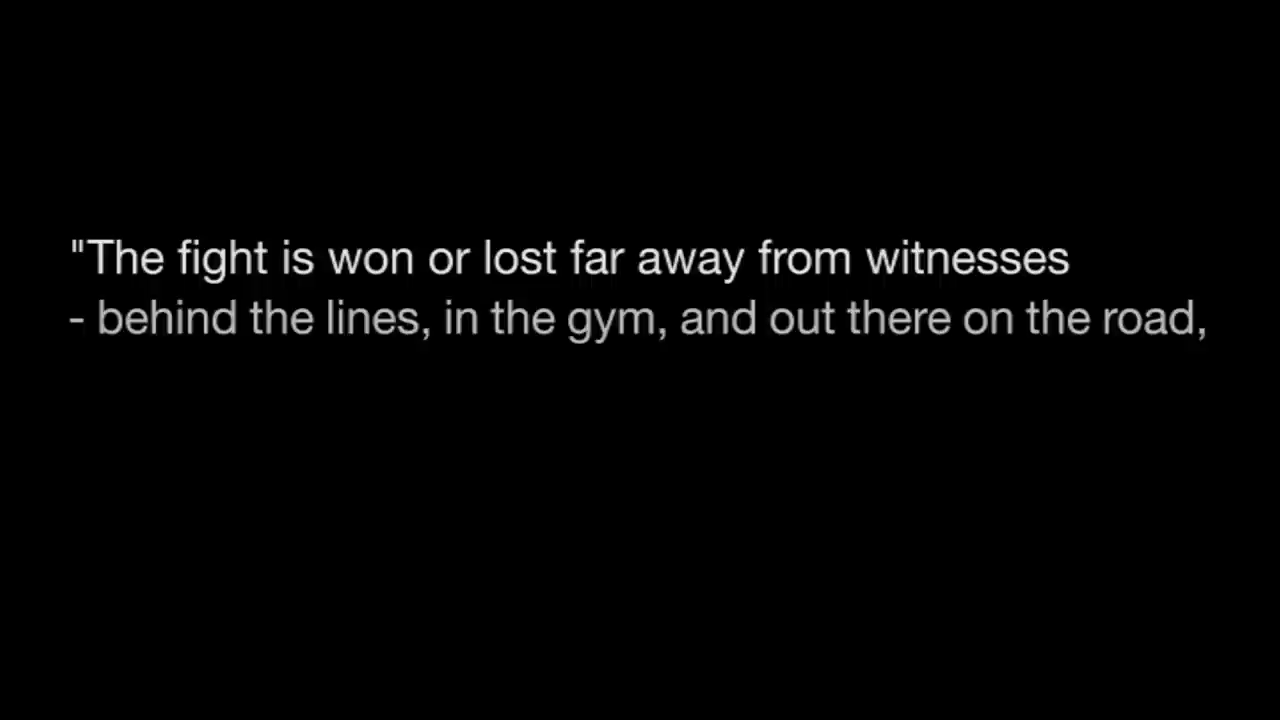 "The fight is won or lost far away from witnesses
- behind the lines, in the gym, and out there on the road,